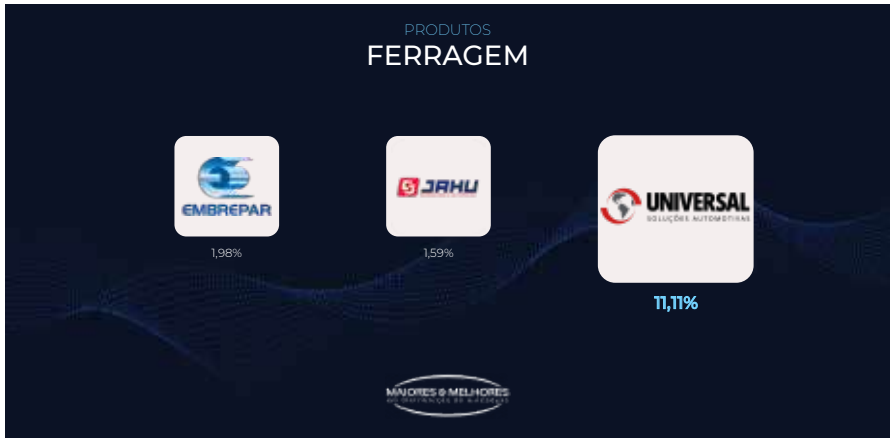 PRODUTOS
FERRAGEM
EMBREPAR
JAHU
UNIVERSAL
SOLUÇÕES AUTOMOTIVAS
1,98%
1,59%
11,11%
MAIORES & MELHORES